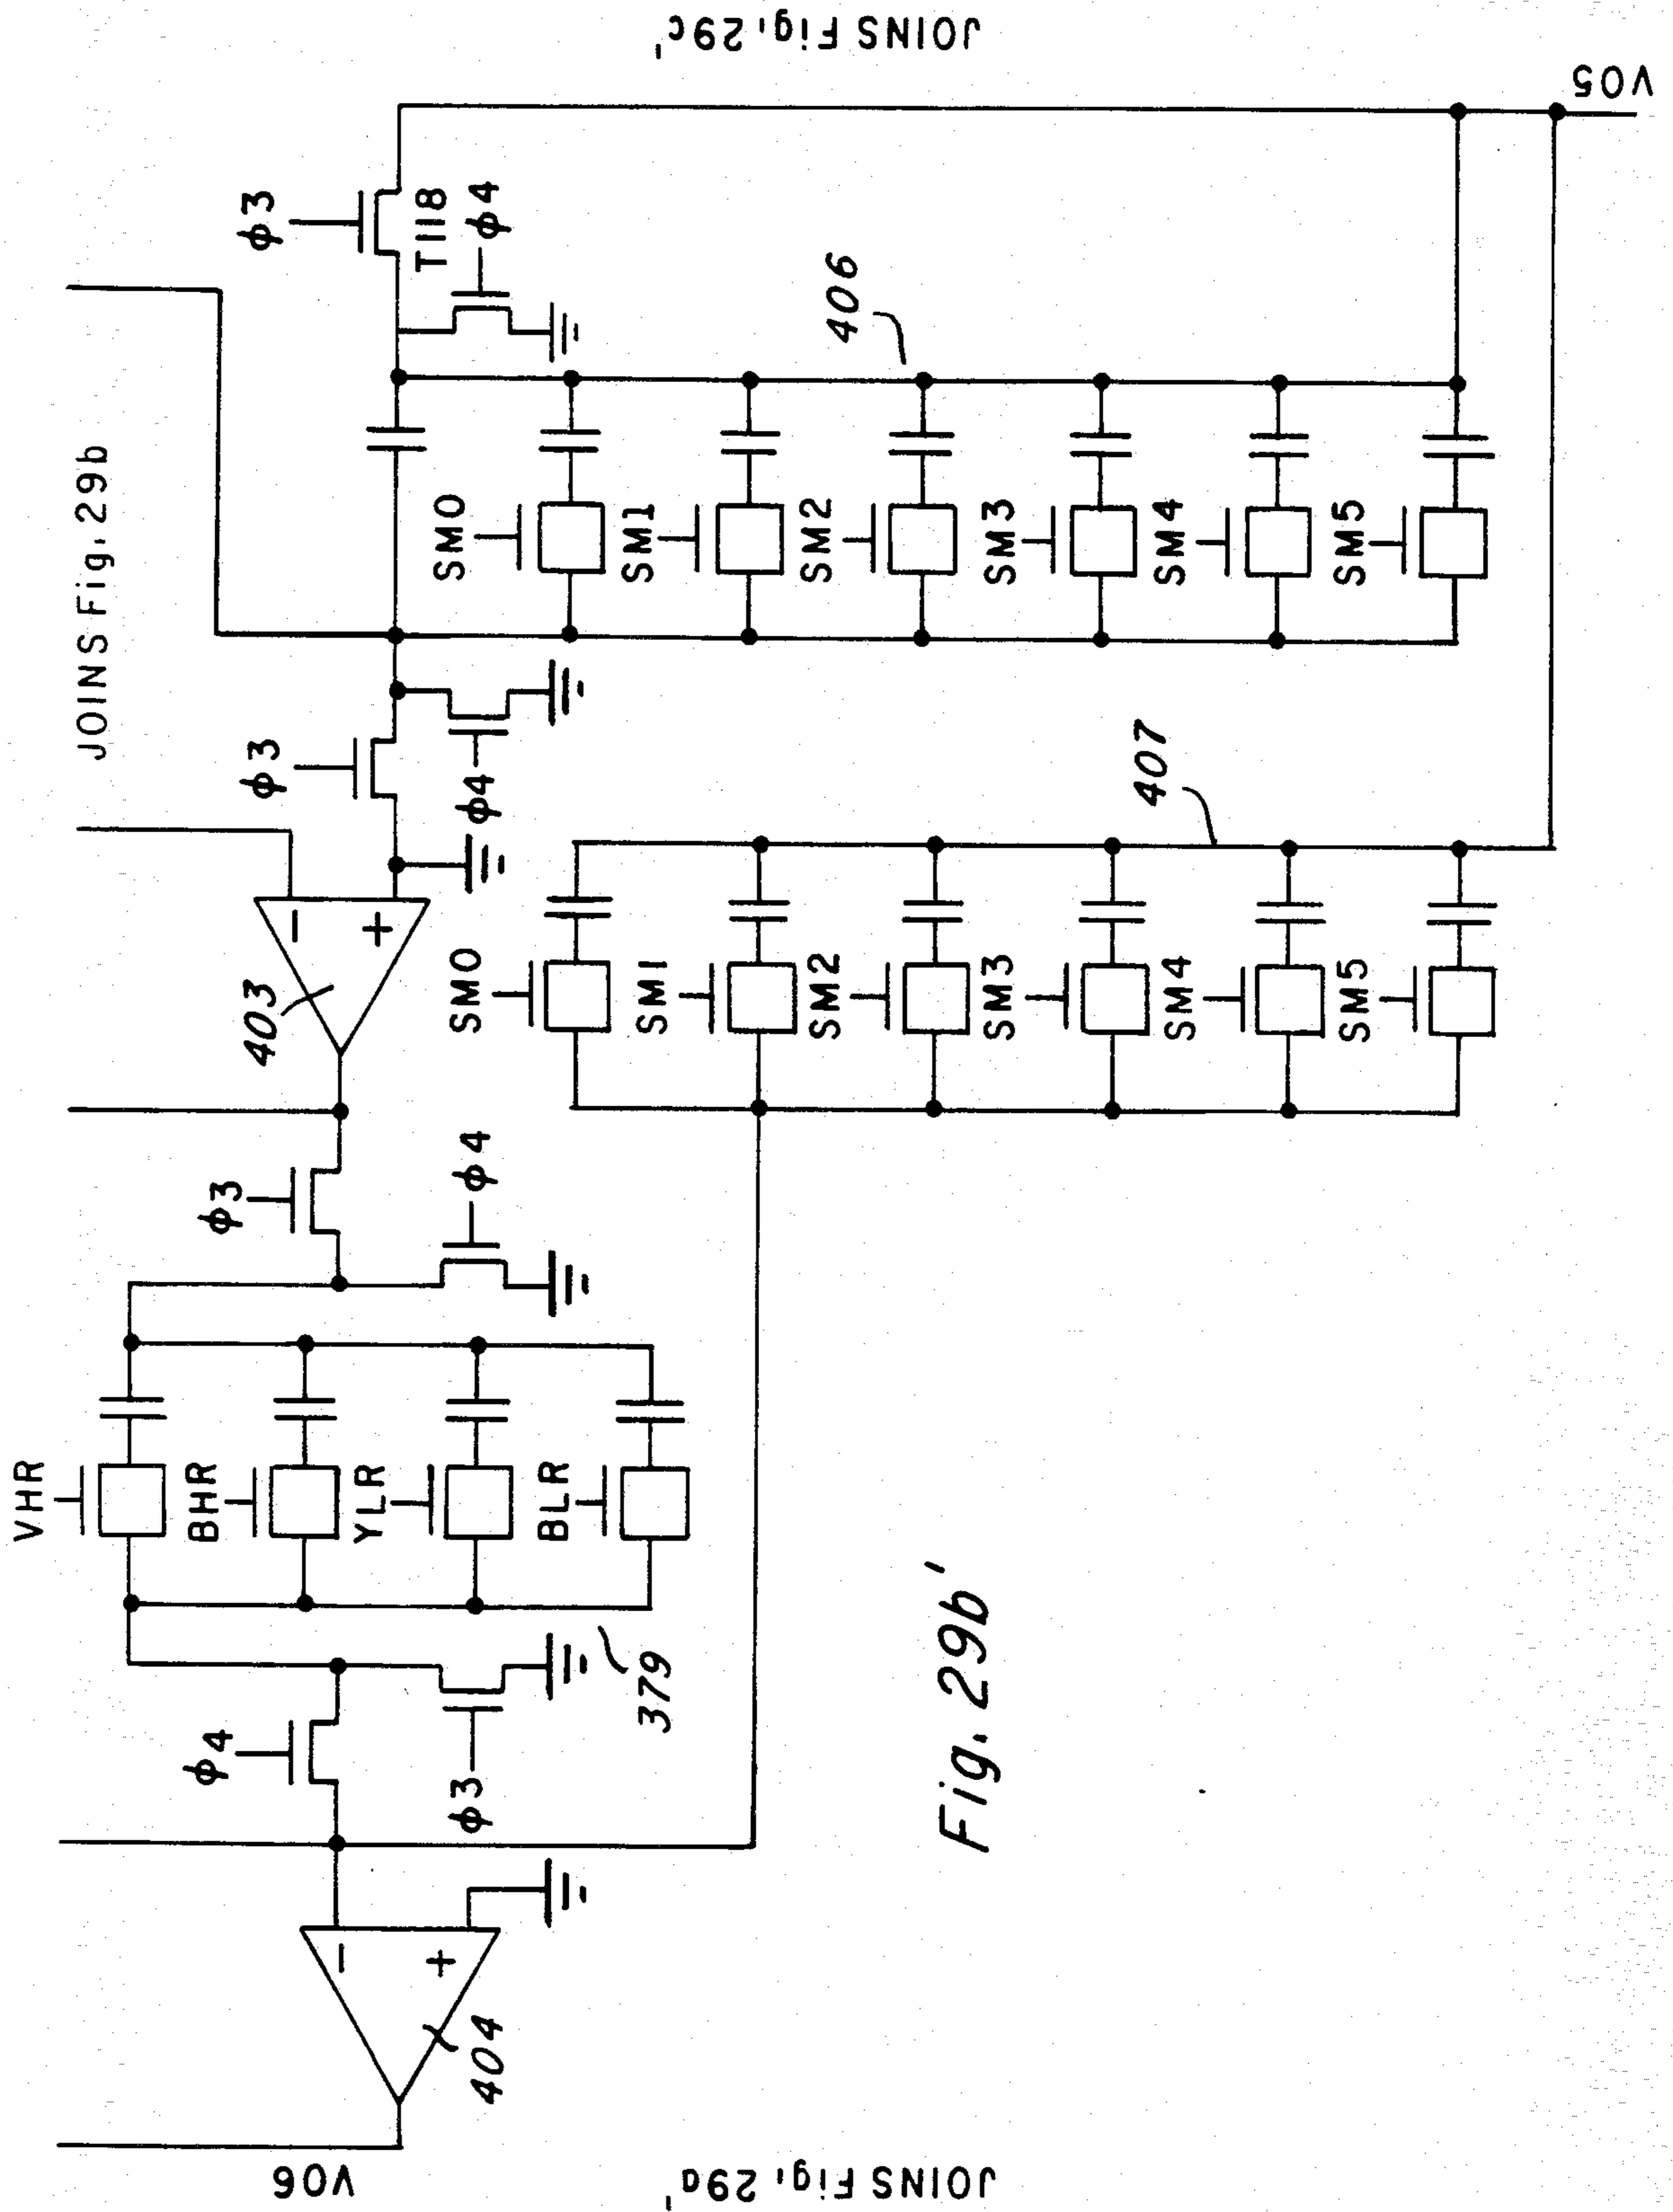 JOINS Fig. 29c'
VO5
JOINS Fig. 29b
φ3
T118
φ4
406
SM0
SM1
SM2
SM3
SM4
SM5
φ3
φ4
403
407
SM0
SM1
SM2
SM3
SM4
SM5
φ3
φ4
VHR
BHR
YLR
BLR
379
φ4
φ3
404
VO6
JOINS Fig. 29a'
Fig. 29b'
−
+
−
+